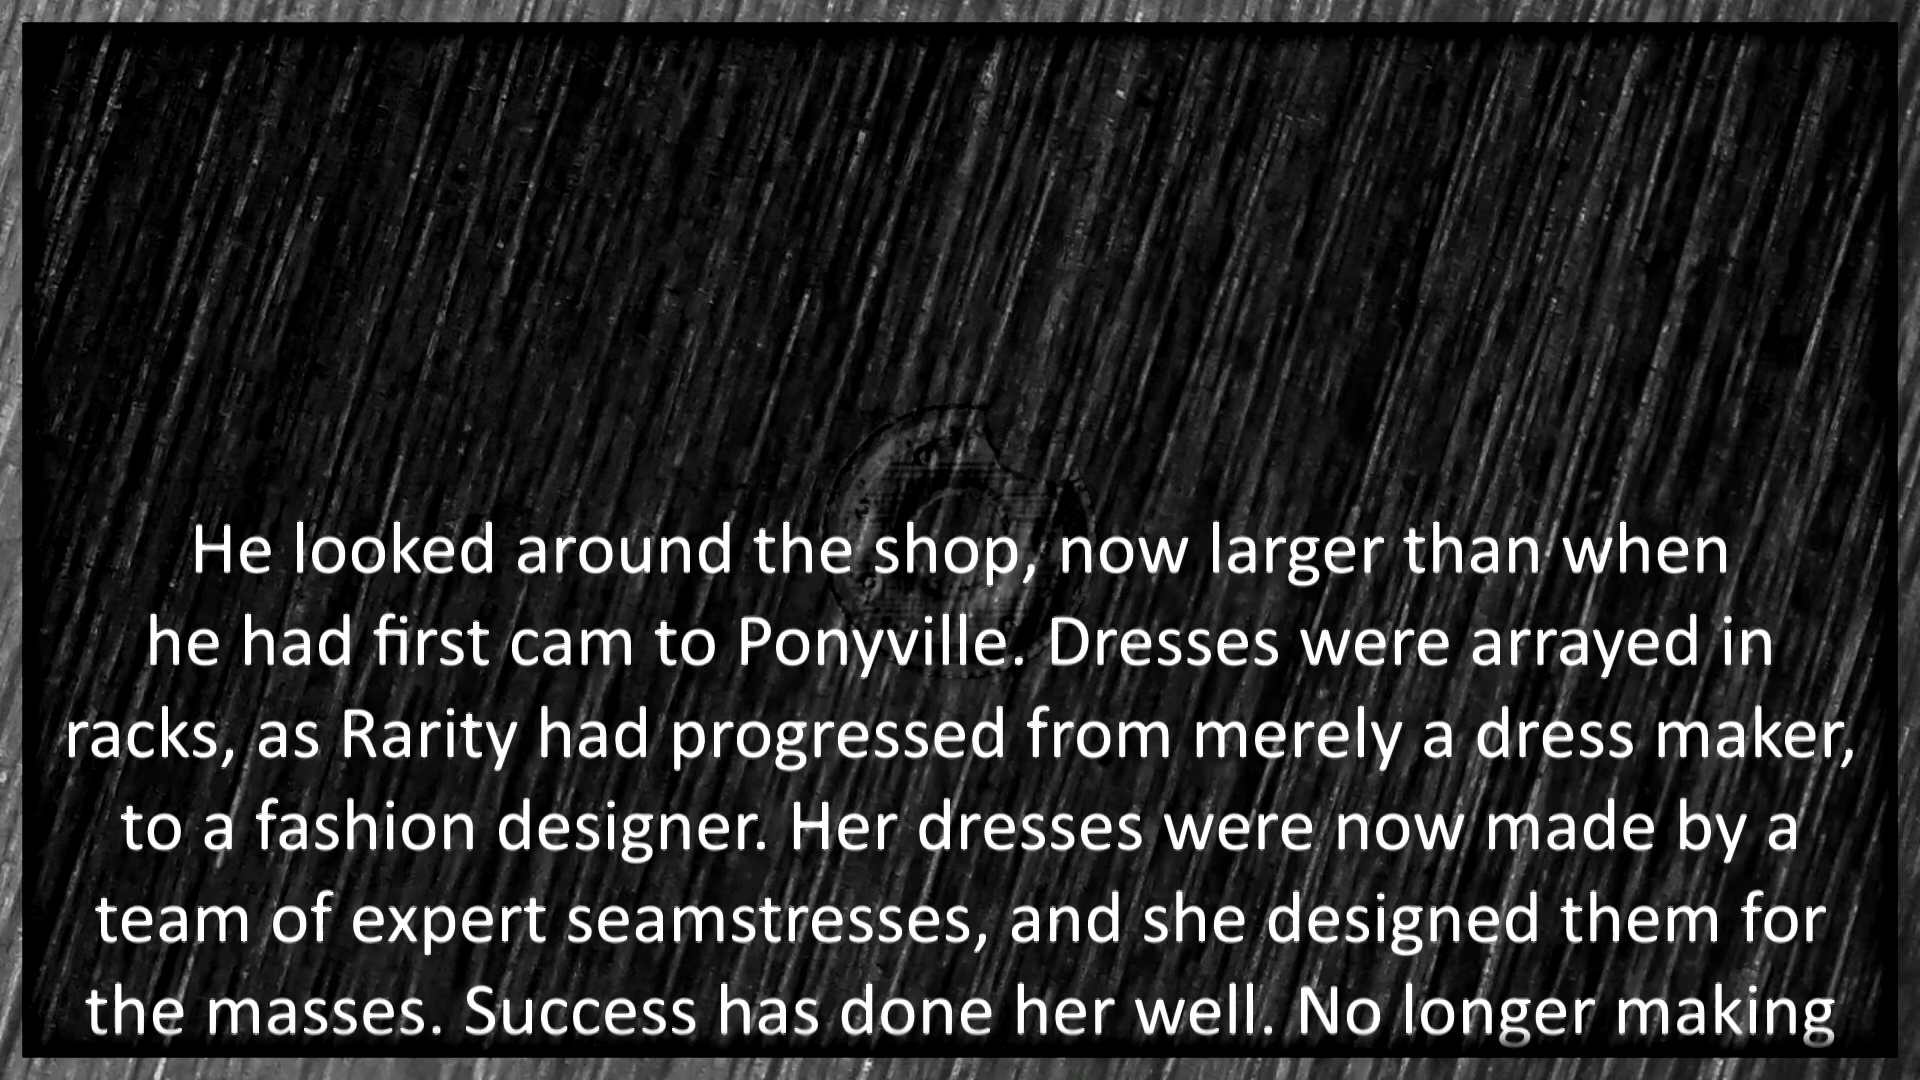 He looked around the shop, now larger than when
he had first cam to Ponyville. Dresses were arrayed in
racks, as Rarity had progressed from merely a dress maker,
to a fashion designer. Her dresses were now made by a
team of expert seamstresses, and she designed them for
the masses. Success has done her well. No longer making